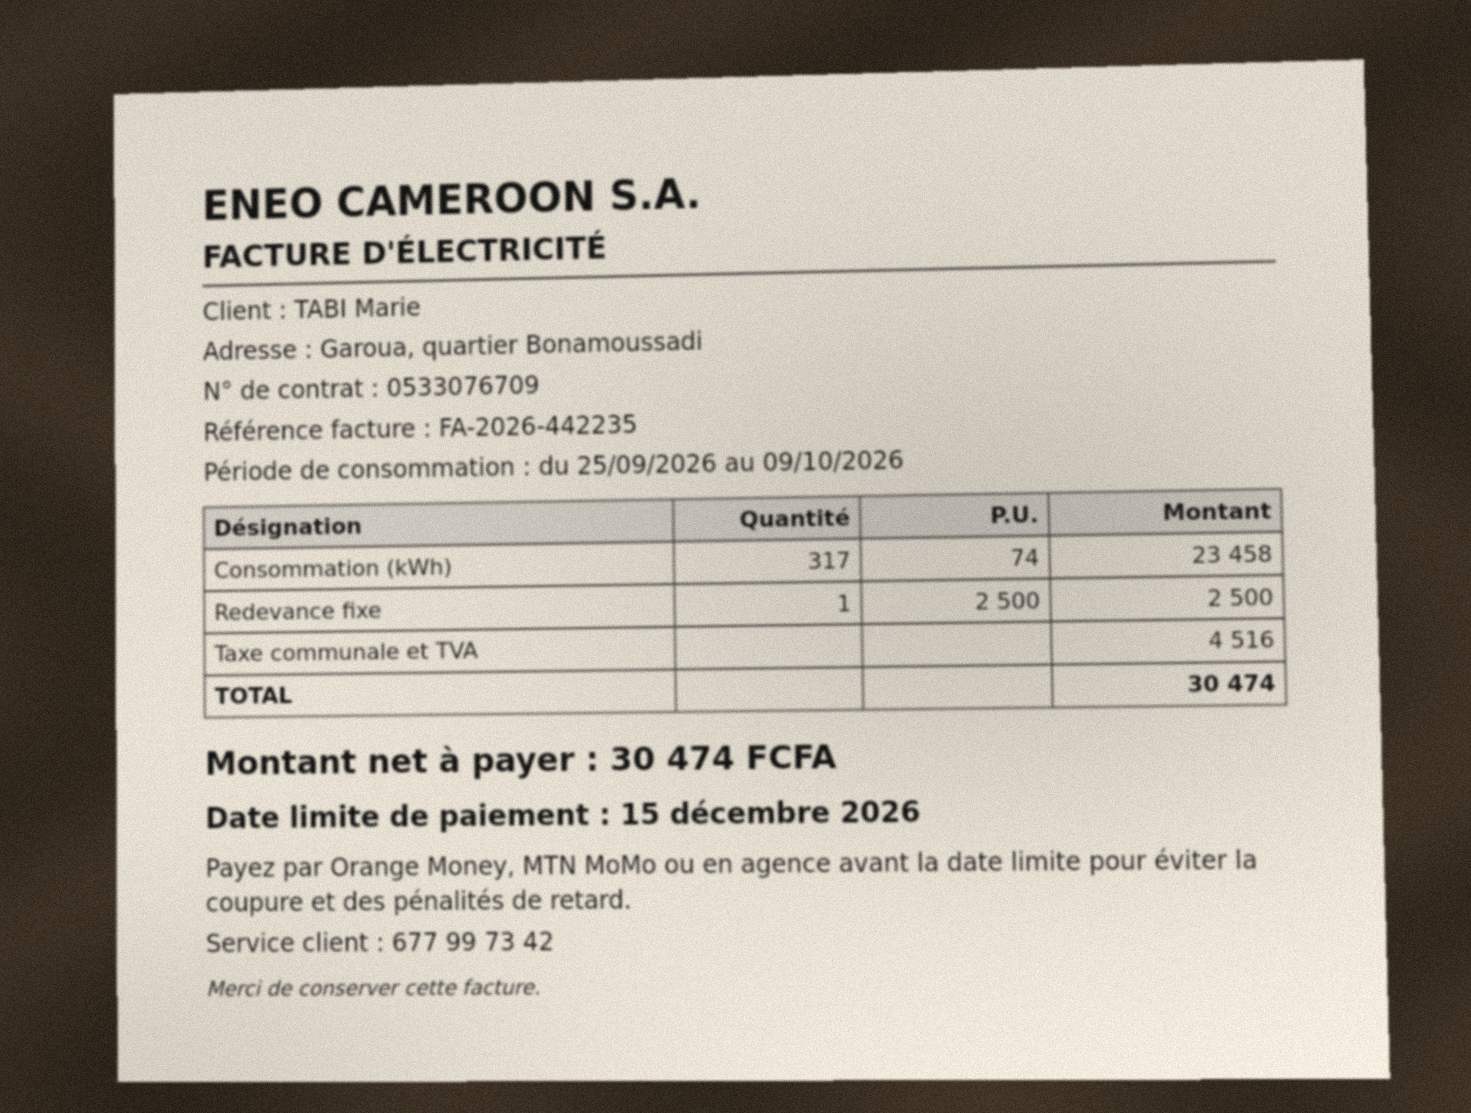 ENEO CAMEROON S.A.
FACTURE D'ÉLECTRICITÉ
Client : TABI Marie
Adresse : Garoua, quartier Bonamoussadi
N° de contrat : 0533076709
Référence facture : FA-2026-442235
Période de consommation : du 25/09/2026 au 09/10/2026
Désignation Quantité P.U. Montant
Consommation (kWh) 317 74 23 458
Redevance fixe 1 2 500 2 500
Taxe communale et TVA 4 516
TOTAL 30 474
Montant net à payer : 30 474 FCFA
Date limite de paiement : 15 décembre 2026
Payez par Orange Money, MTN MoMo ou en agence avant la date limite pour éviter la
coupure et des pénalités de retard.
Service client : 677 99 73 42
Merci de conserver cette facture.